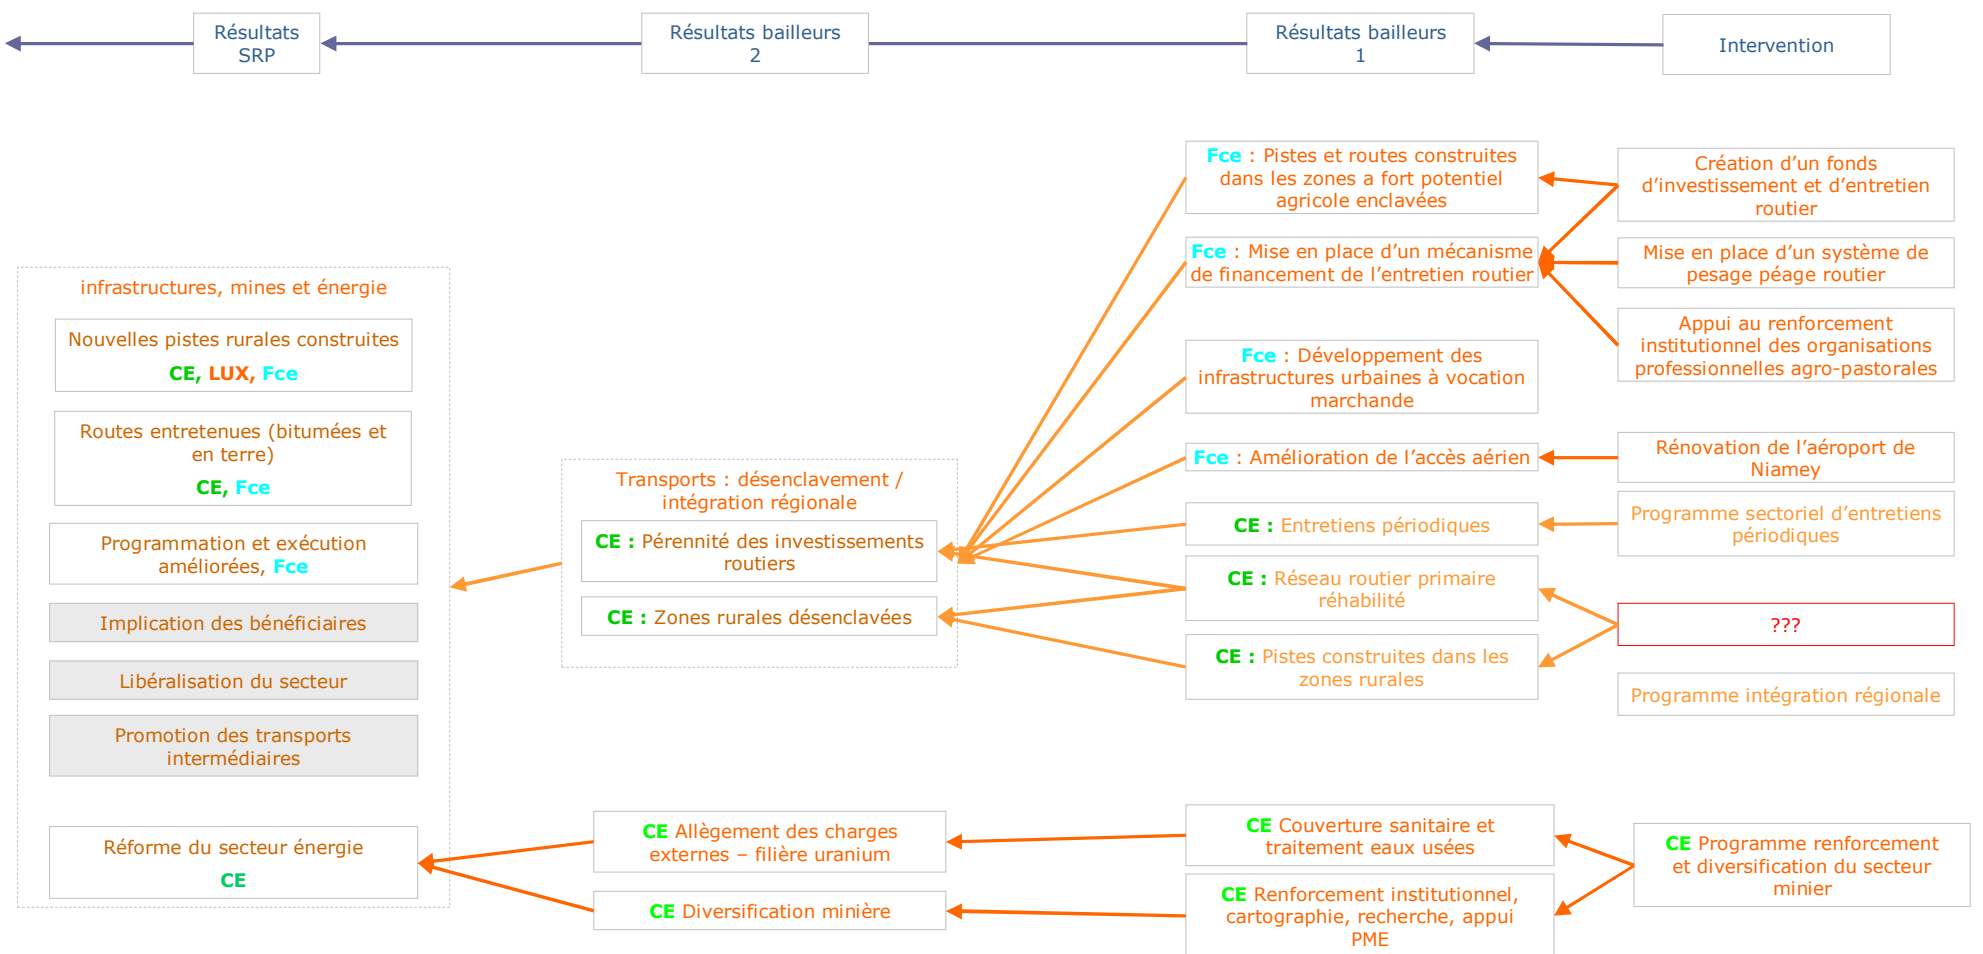 Résultats
SRP
Résultats bailleurs
2
Résultats bailleurs
1
Intervention
infrastructures, mines et énergie
Nouvelles pistes rurales construites
CE, LUX, Fce
Routes entretenues (bitumées et
en terre)
CE, Fce
Programmation et exécution
améliorées, Fce
Implication des bénéficiaires
Libéralisation du secteur
Promotion des transports
intermédiaires
Réforme du secteur énergie
CE
Transports : désenclavement /
intégration régionale
CE : Pérennité des investissements
routiers
CE : Zones rurales désenclavées
CE Allègement des charges
externes – filière uranium
CE Diversification minière
Fce : Pistes et routes construites
dans les zones a fort potentiel
agricole enclavées
Fce : Mise en place d’un mécanisme
de financement de l’entretien routier
Fce : Développement des
infrastructures urbaines à vocation
marchande
Fce : Amélioration de l’accès aérien
CE : Entretiens périodiques
CE : Réseau routier primaire
réhabilité
CE : Pistes construites dans les
zones rurales
CE Couverture sanitaire et
traitement eaux usées
CE Renforcement institutionnel,
cartographie, recherche, appui
PME
Création d’un fonds
d’investissement et d’entretien
routier
Mise en place d’un système de
pesage péage routier
Appui au renforcement
institutionnel des organisations
professionnelles agro-pastorales
Rénovation de l’aéroport de
Niamey
Programme sectoriel d’entretiens
périodiques
???
Programme intégration régionale
CE Programme renforcement
et diversification du secteur
minier